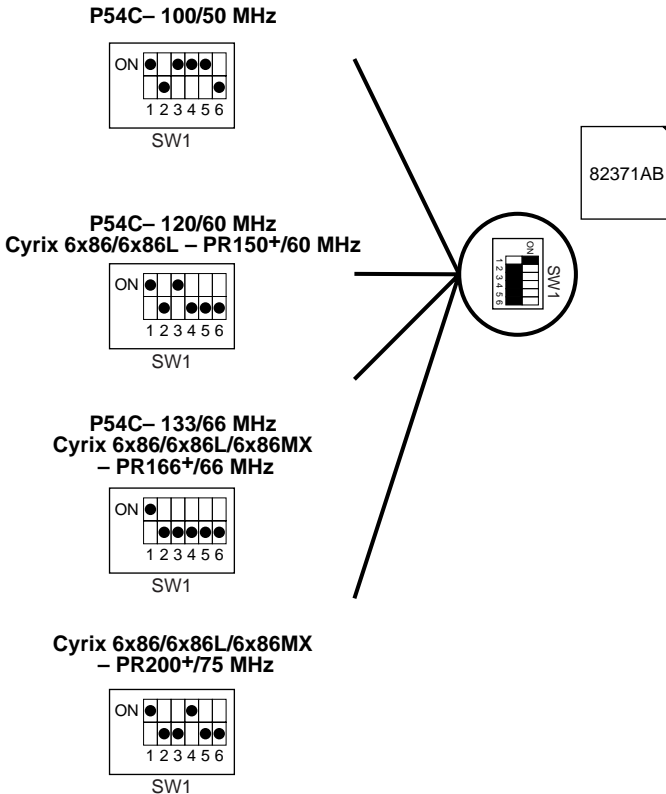 P54C– 100/50 MHz
ON
1 2 3 4 5 6
SW1
82371AB
P54C– 120/60 MHz
Cyrix 6x86/6x86L – PR150+/60 MHz
ON
1 2 3 4 5 6
SW1
ON
1 2 3 4 5 6
SW1
P54C– 133/66 MHz
Cyrix 6x86/6x86L/6x86MX
– PR166+/66 MHz
ON
1 2 3 4 5 6
SW1
Cyrix 6x86/6x86L/6x86MX
– PR200+/75 MHz
ON
1 2 3 4 5 6
SW1